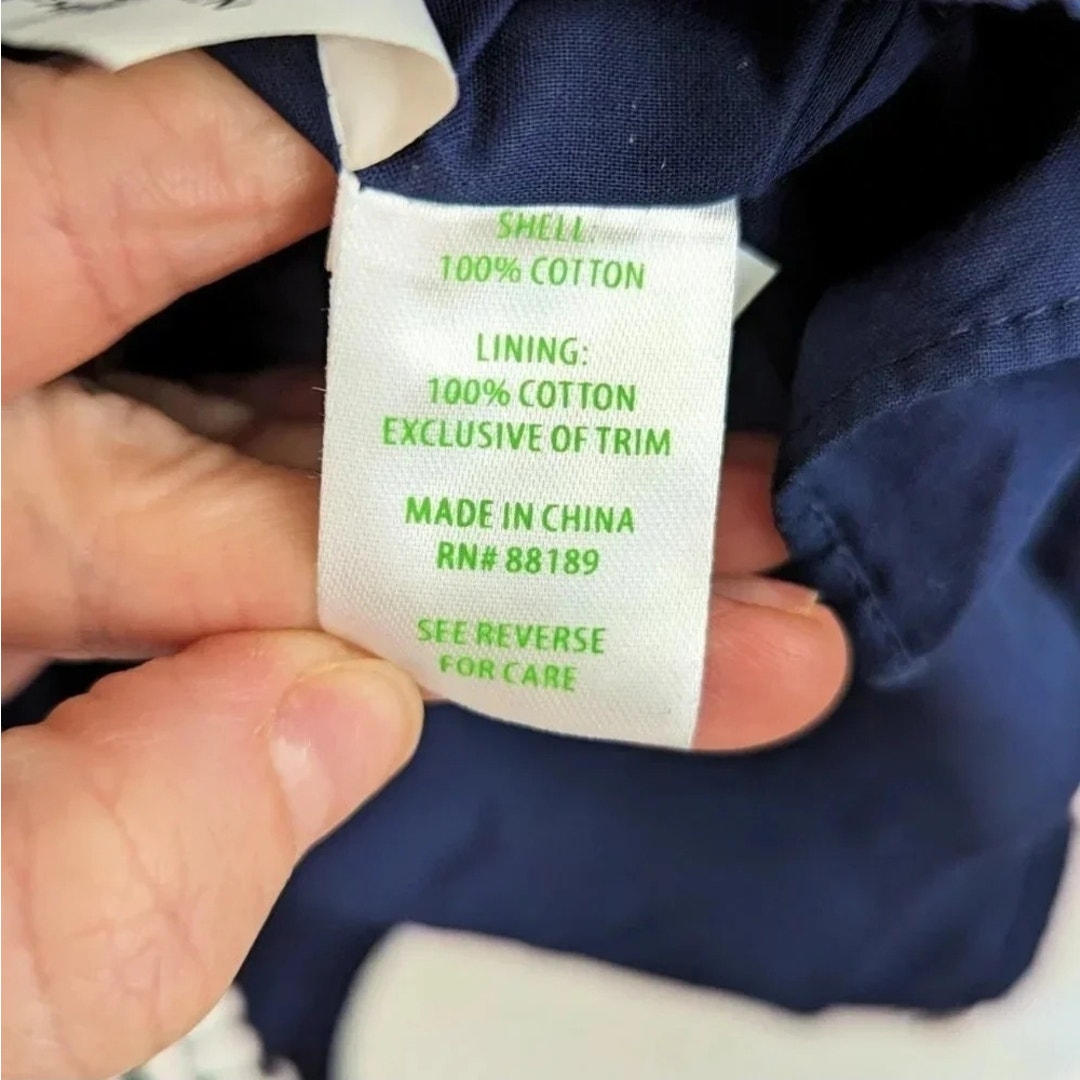 SHELL:
100% COTTON
LINING:
100% COTTON
EXCLUSIVE OF TRIM
MADE IN CHINA
RN# 88189
SEE REVERSE
FOR CARE